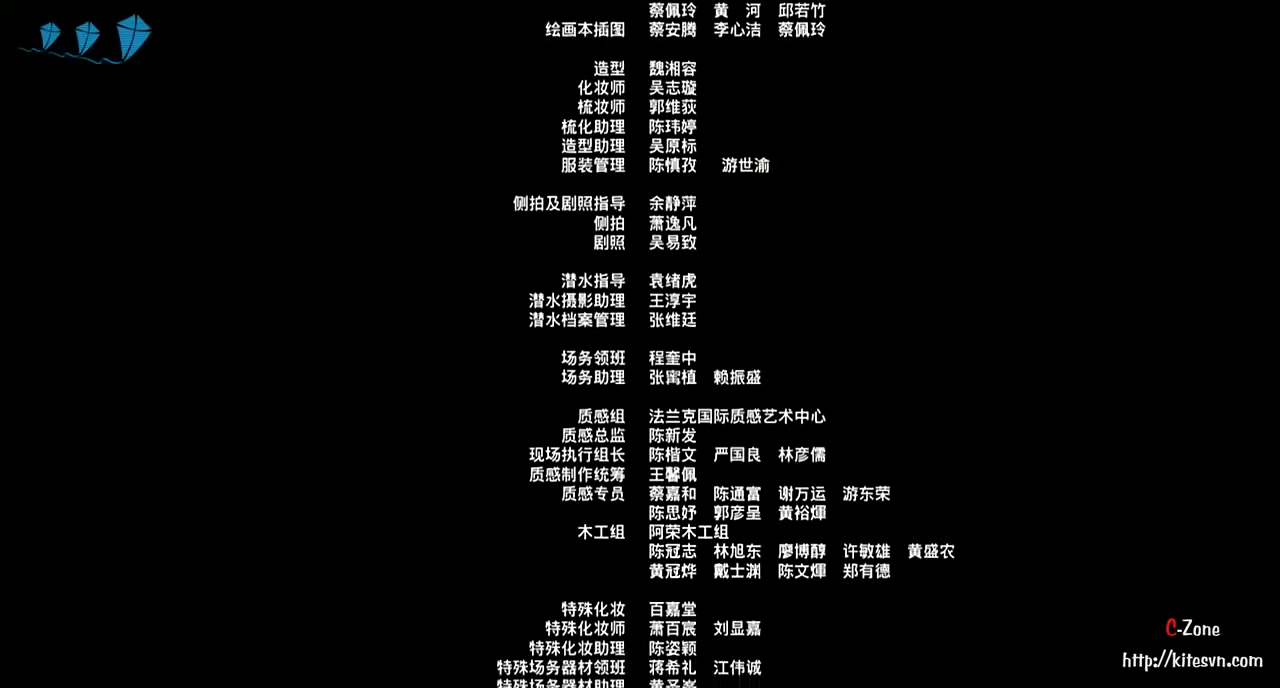 蔡佩玲 黄 河 邱若竹
绘画本插图 蔡安腾 李心洁 蔡佩玲
造型 魏湘容
化妆师 吴志璇
梳妆师 郭维荻
梳化助理 陈玮婷
造型助理 吴原标
服装管理 陈慎孜 游世渝
侧拍及剧照指导 余静萍
侧拍 萧逸凡
剧照 吴易致
潜水指导 袁绪虎
潜水摄影助理 王淳宇
潜水档案管理 张维廷
场务领班 程奎中
场务助理 张寗植 赖振盛
质感组 法兰克国际质感艺术中心
质感总监 陈新发
现场执行组长 陈楷文 严国良 林彦儒
质感制作统筹 王馨佩
质感专员 蔡嘉和 陈通富 谢万运 游东荣
陈思妤 郭彦呈 黄裕煇
木工组 阿荣木工组
陈冠志 林旭东 廖博醇 许敏雄 黄盛农
黄冠烨 戴士渊 陈文煇 郑有德
特殊化妆 百嘉堂
特殊化妆师 萧百宸 刘显嘉
特殊化妆助理 陈姿颖
特殊场务器材领班 蒋希礼 江伟诚
特殊场务器材助理
C-Zone
http://kitesvn.com